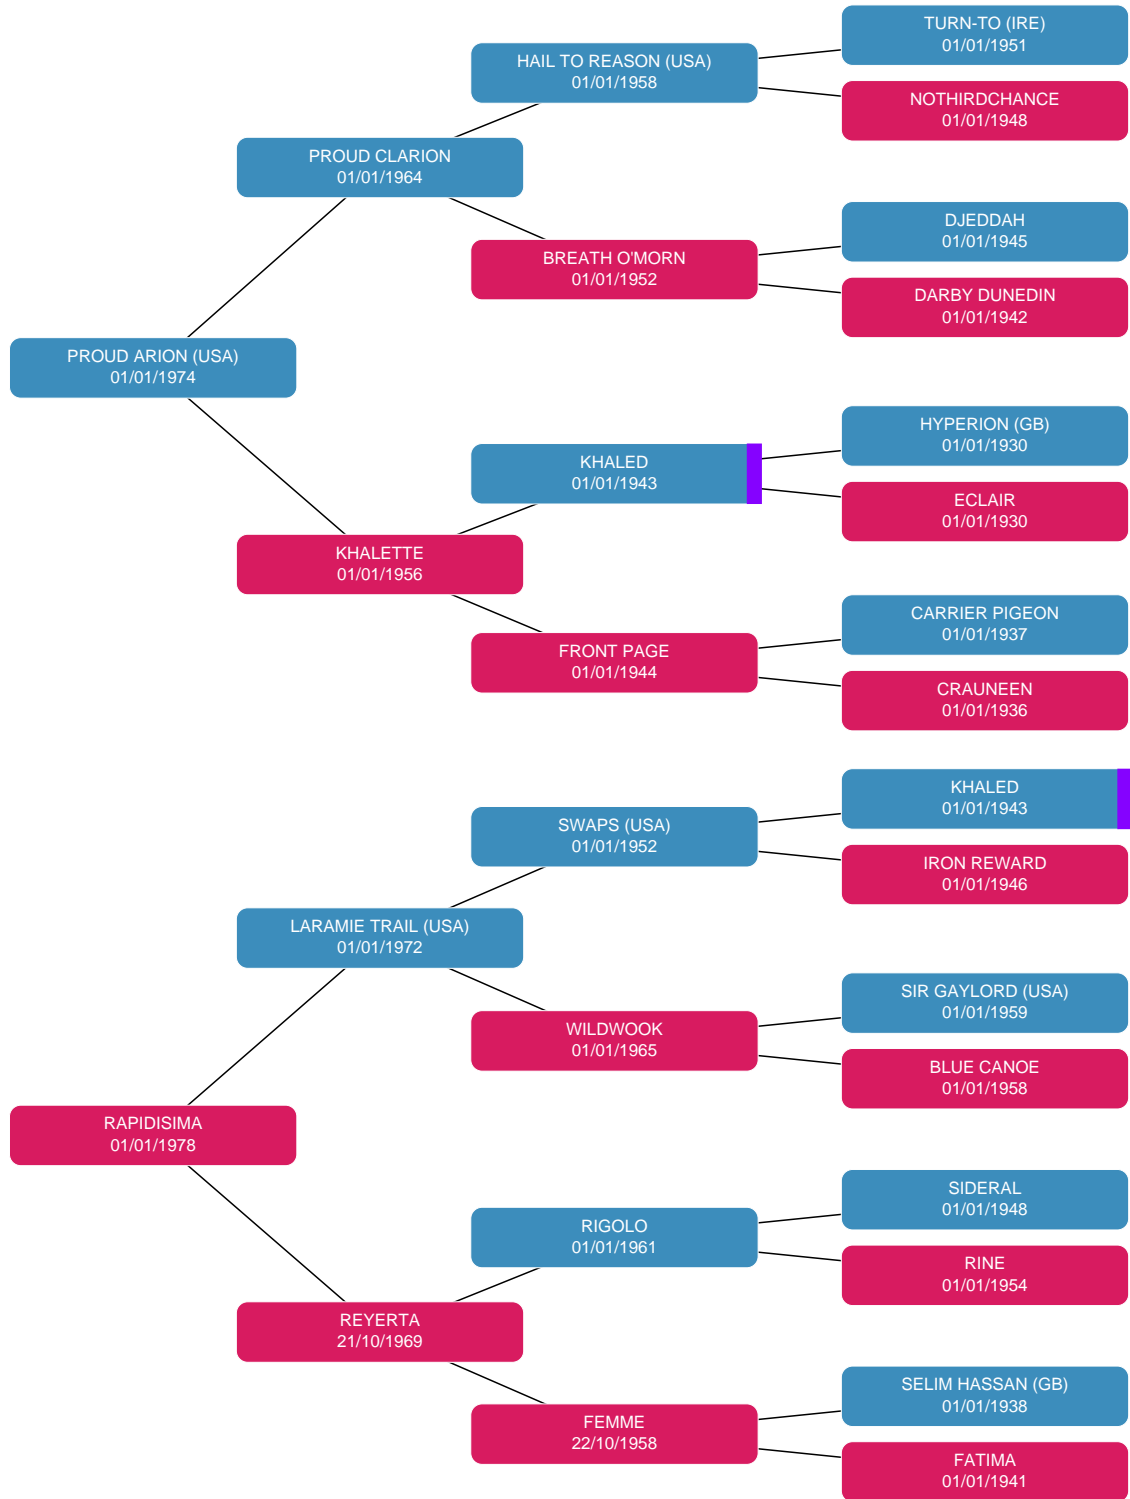 TURN-TO (IRE)
01/01/1951
HAIL TO REASON (USA)
01/01/1958
NOTHIRDCHANCE
01/01/1948
PROUD CLARION
01/01/1964
DJEDDAH
01/01/1945
BREATH O'MORN
01/01/1952
DARBY DUNEDIN
01/01/1942
PROUD ARION (USA)
01/01/1974
HYPERION (GB)
01/01/1930
KHALED
01/01/1943
ECLAIR
01/01/1930
KHALETTE
01/01/1956
CARRIER PIGEON
01/01/1937
FRONT PAGE
01/01/1944
CRAUNEEN
01/01/1936
KHALED
01/01/1943
SWAPS (USA)
01/01/1952
IRON REWARD
01/01/1946
LARAMIE TRAIL (USA)
01/01/1972
SIR GAYLORD (USA)
01/01/1959
WILDWOOK
01/01/1965
BLUE CANOE
01/01/1958
RAPIDISIMA
01/01/1978
SIDERAL
01/01/1948
RIGOLO
01/01/1961
RINE
01/01/1954
REYERTA
21/10/1969
SELIM HASSAN (GB)
01/01/1938
FEMME
22/10/1958
FATIMA
01/01/1941